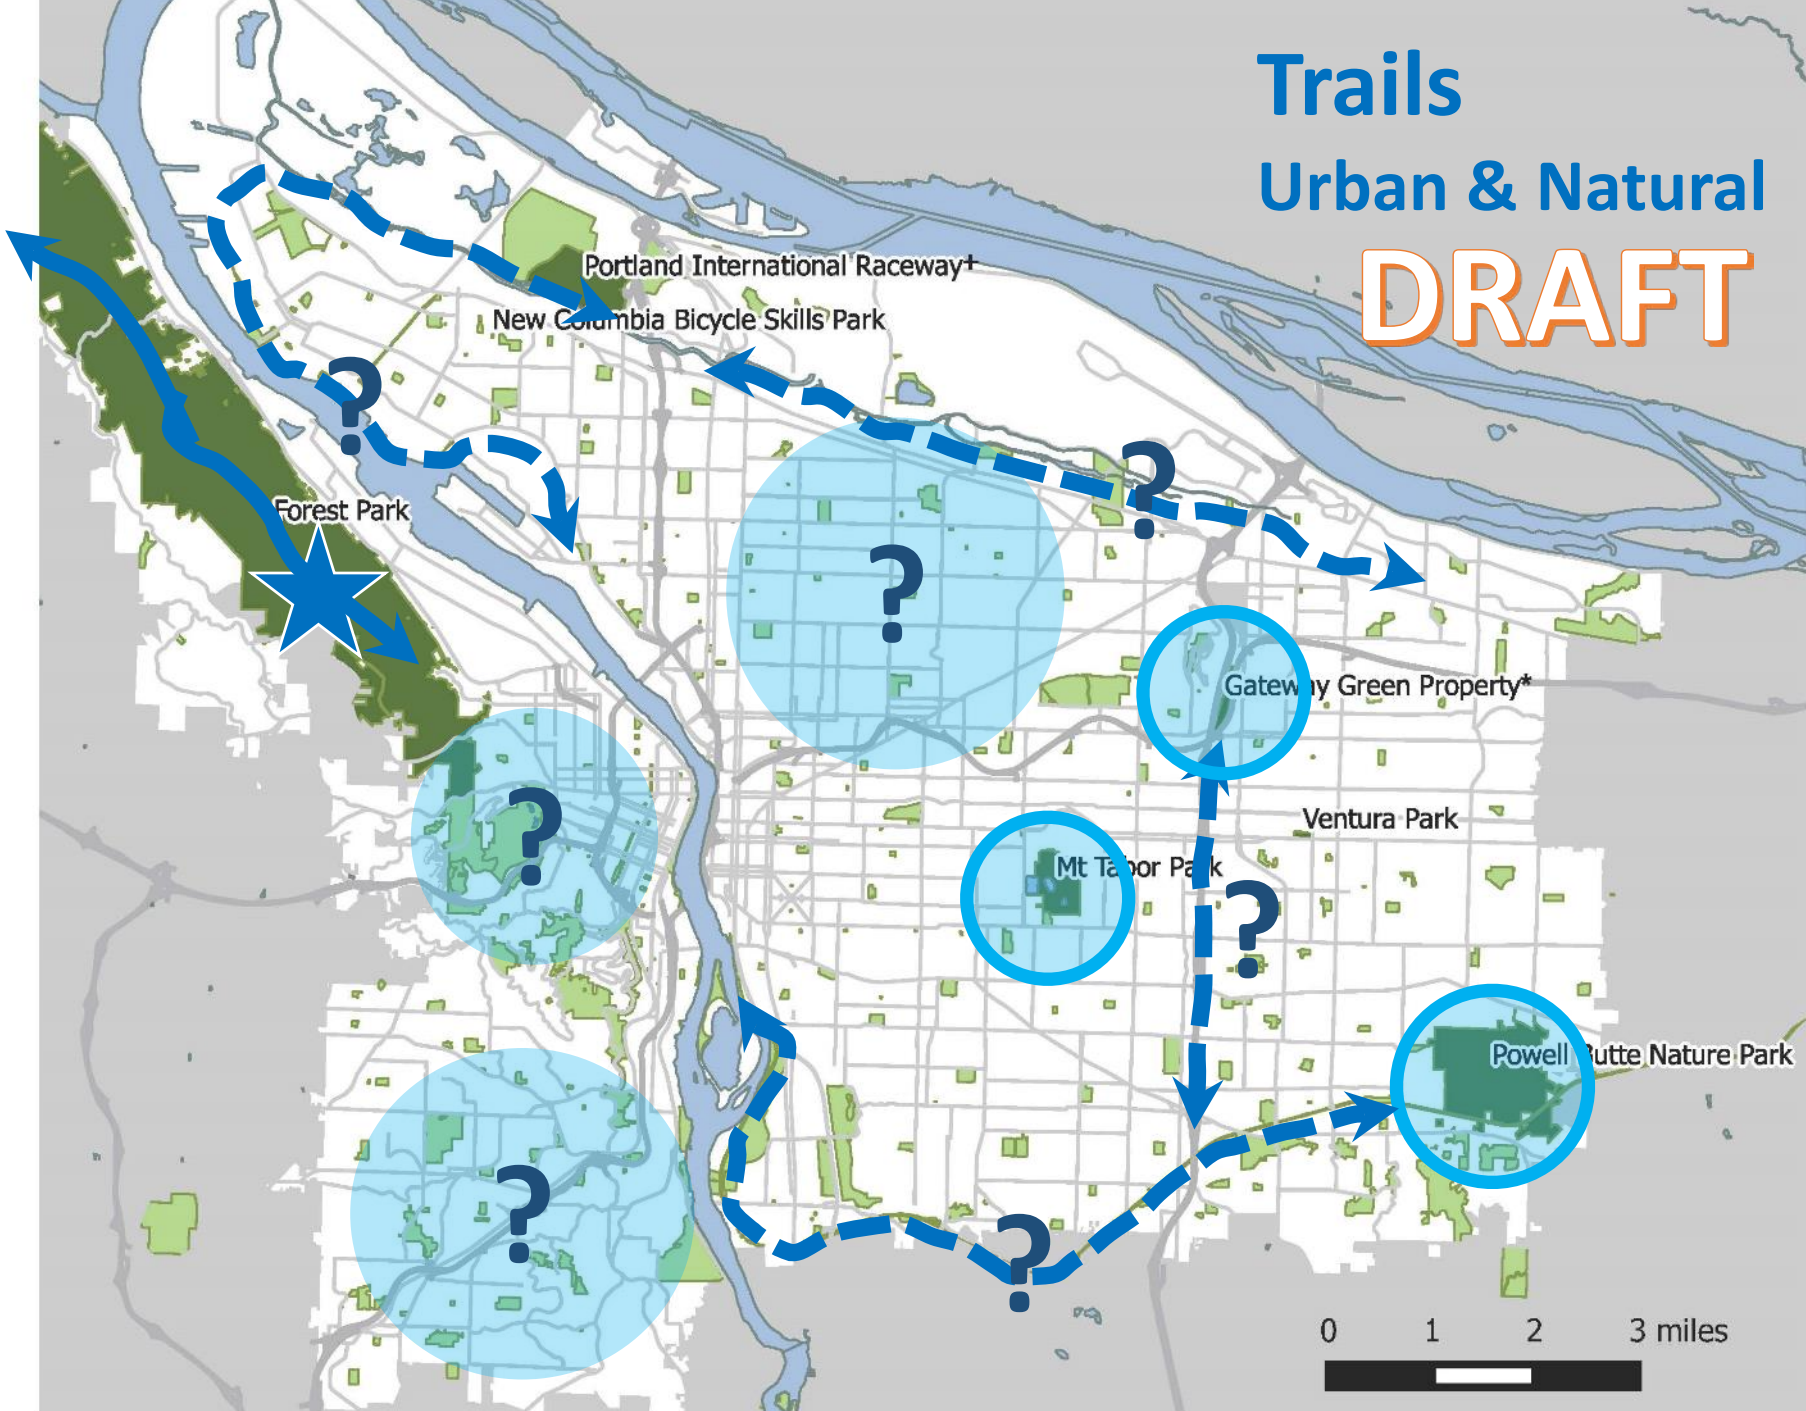 Trails
Urban & Natural
DRAFT
Portland International Raceway†
New Columbia Bicycle Skills Park
?
?
Forest Park
?
Gateway Green Property*
?
Ventura Park
Mt Tabor Park
?
Powell Butte Nature Park
?
?
0 1 2 3 miles